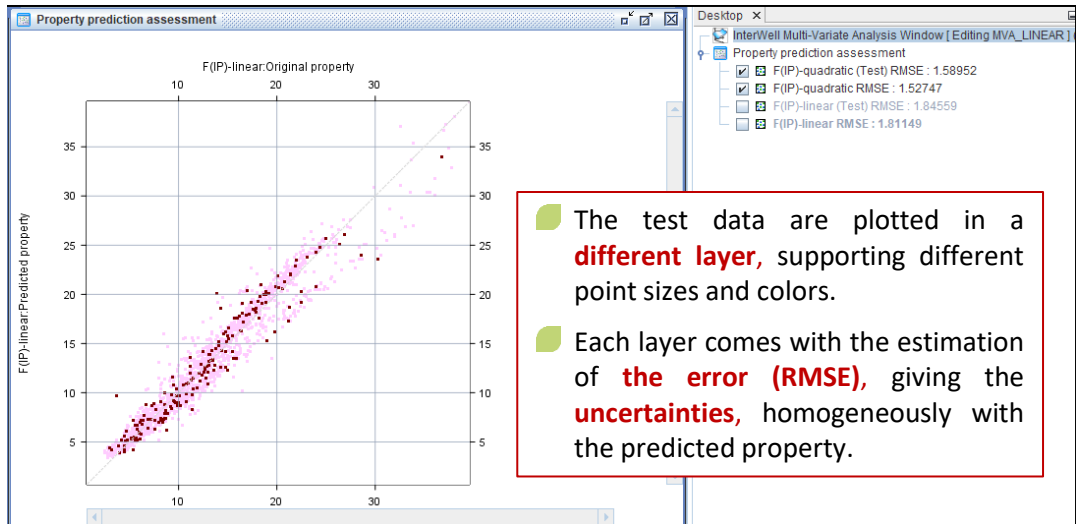 Property prediction assessment
F(IP)-linear:Original property
10 20 30
35 35
30 30
25 25
20 20
15 15
10 10
5 5
F(IP)-linear:Predicted property
10 20 30
Desktop
InterWell Multi-Variate Analysis Window [ Editing MVA_LINEAR ]
Property prediction assessment
F(IP)-quadratic (Test) RMSE : 1.58952
F(IP)-quadratic RMSE : 1.52747
F(IP)-linear (Test) RMSE : 1.84559
F(IP)-linear RMSE : 1.81149
The test data are plotted in a
different layer, supporting different
point sizes and colors.
Each layer comes with the estimation
of the error (RMSE), giving the
uncertainties, homogeneously with
the predicted property.